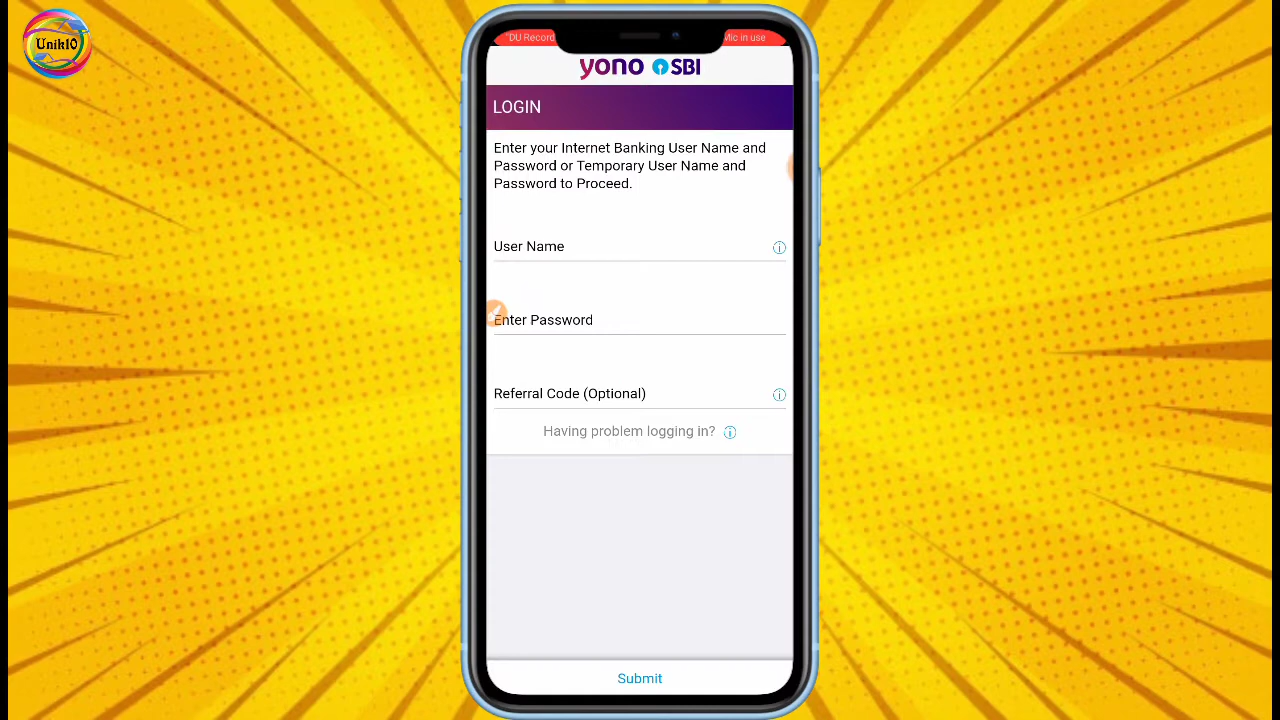 Unik10
"DU Record
Mic in use
yono SBI
LOGIN
Enter your Internet Banking User Name and
Password or Temporary User Name and
Password to Proceed.
User Name
Enter Password
Referral Code (Optional)
Having problem logging in?
Submit